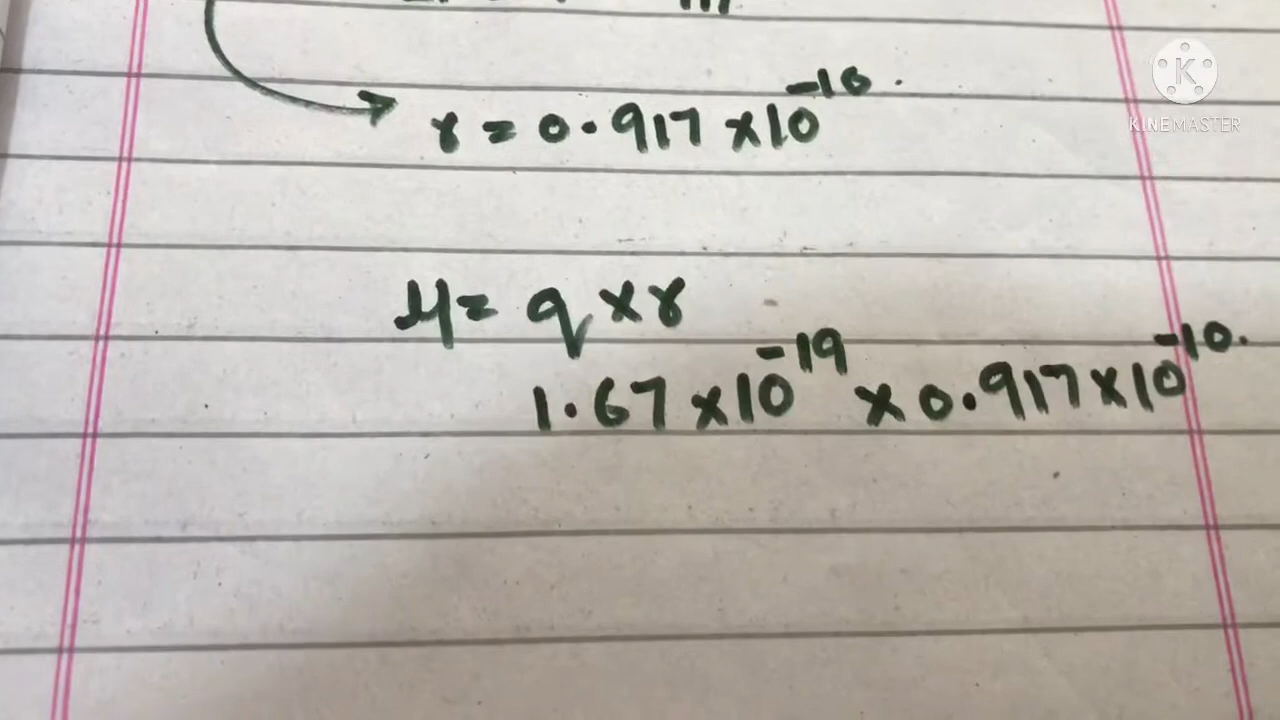 r = 0.917 × 10⁻¹⁰.
KINEMASTER
μ = q × r
1.67 × 10⁻¹⁹ × 0.917 × 10⁻¹⁰.